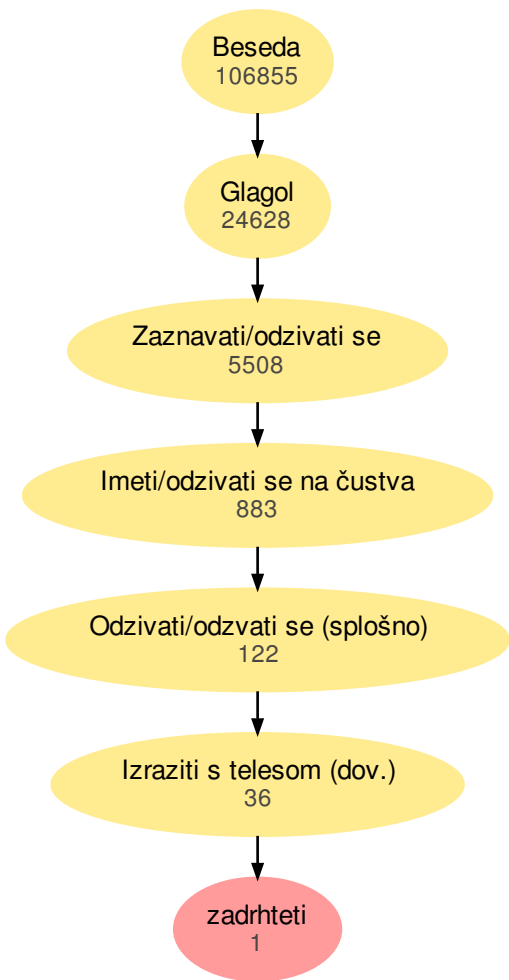 Beseda
106855
Glagol
24628
Zaznavati/odzivati se
5508
Imeti/odzivati se na čustva
883
Odzivati/odzvati se (splošno)
122
Izraziti s telesom (dov.)
36
zadrhteti
1